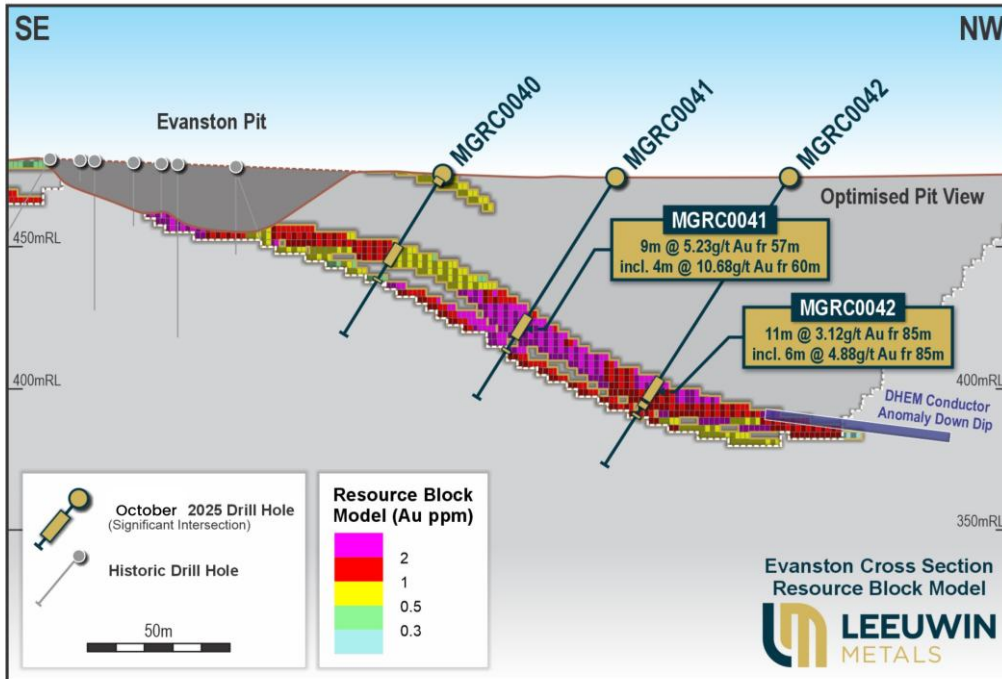 SE
NW
Evanston Pit
MGRC0040
MGRC0041
MGRC0042
Optimised Pit View
MGRC0041
9m @ 5.23g/t Au fr 57m
incl. 4m @ 10.68g/t Au fr 60m
450mRL
MGRC0042
11m @ 3.12g/t Au fr 85m
incl. 6m @ 4.88g/t Au fr 85m
400mRL
400mRL
DHEM Conductor
Anomaly Down Dip
October 2025 Drill Hole
(Significant Intersection)
Historic Drill Hole
50m
Resource Block
Model (Au ppm)
2
1
0.5
0.3
350mRL
Evanston Cross Section
Resource Block Model
LEEUWIN
METALS